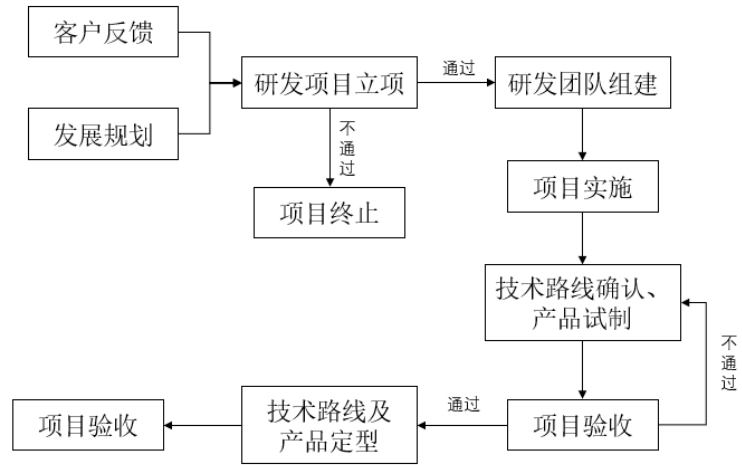 客户反馈
发展规划
研发项目立项
通过
研发团队组建
不通过
项目终止
项目实施
技术路线确认、
产品试制
不通过
项目验收
通过
技术路线及
产品定型
项目验收